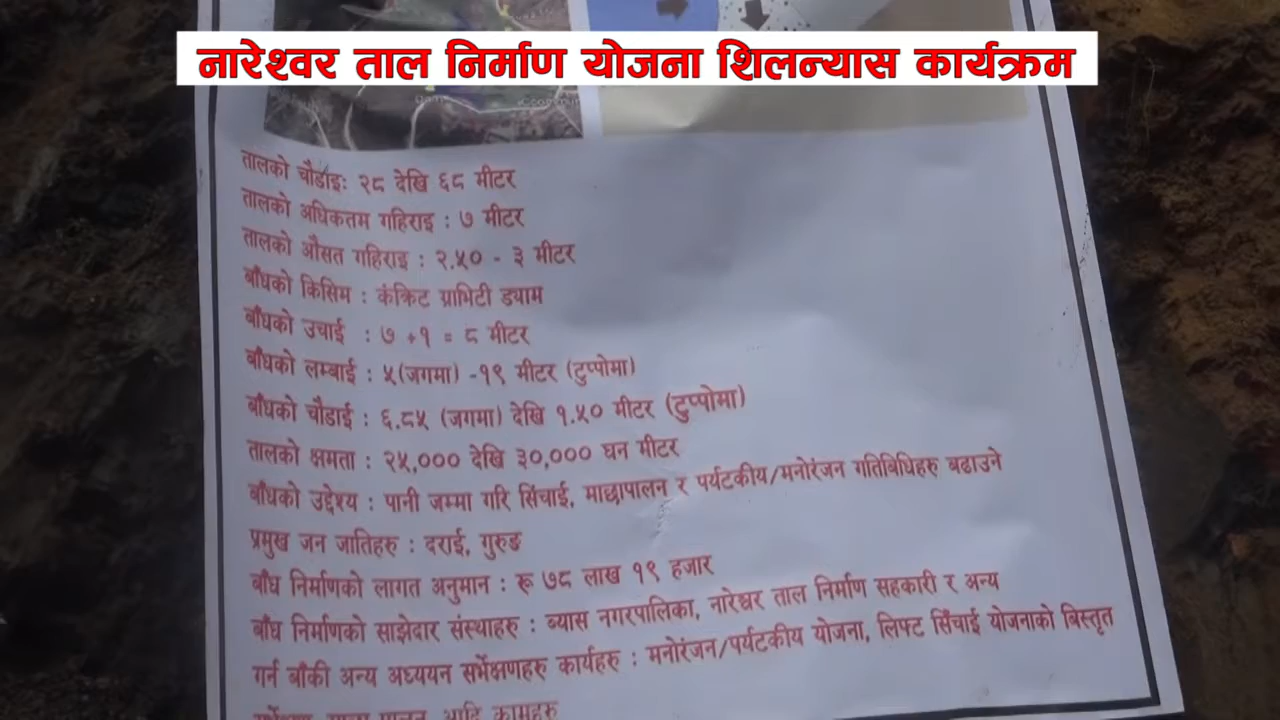 नारेश्वर ताल निर्माण योजना शिलन्यास कार्यक्रम
तालको चौडाइः २८ देखि ६८ मीटर
तालको अधिकतम गहिराइ : ७ मीटर
तालको औसत गहिराइ : २.५० - ३ मीटर
बाँधको किसिम : कंक्रिट ग्राभिटी ड्याम
बाँधको उचाई : ७ +१ = ८ मीटर
बाँधको लम्बाई : ५(जगमा) -१९ मीटर (टुप्पोमा)
बाँधको चौडाई : ६.८५ (जगमा) देखि १.५० मीटर (टुप्पोमा)
तालको क्षमता : २५,००० देखि ३०,००० घन मीटर
बाँधको उद्देश्य : पानी जम्मा गरि सिंचाई, माछापालन र पर्यटकीय/मनोरंजन गतिबिधिहरु बढाउने
प्रमुख जन जातिहरु : दराई, गुरुङ
बाँध निर्माणको लागत अनुमान : रू ७८ लाख १९ हजार
बाँध निर्माणको साझेदार संस्थाहरु : ब्यास नगरपालिका, नारेश्वर ताल निर्माण सहकारी र अन्य
गर्न बाँकी अन्य अध्ययन सर्भेक्षणहरु कार्यहरु : मनोरंजन/पर्यटकीय योजना, लिफ्ट सिँचाई योजनाको बिस्तृत
आदि कामहरु